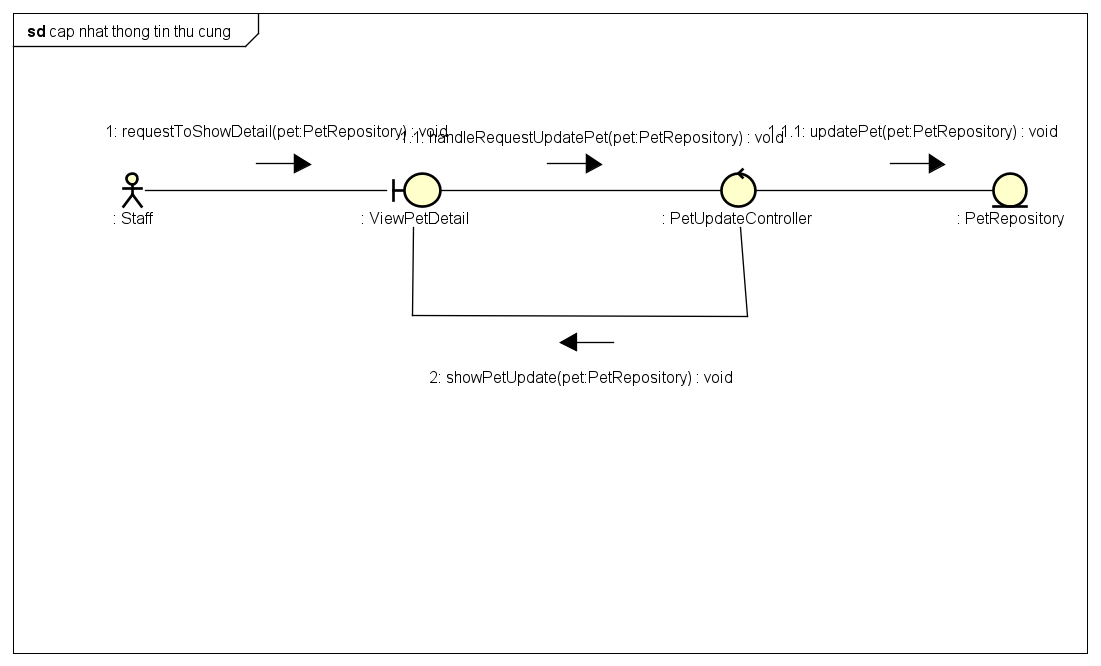 sd cap nhat thong tin thu cung
1: requestToShowDetail(pet:PetRepository) : void
1.1: handleRequestUpdatePet(pet:PetRepository) : void
1.1.1: updatePet(pet:PetRepository) : void
: Staff
: ViewPetDetail
: PetUpdateController
: PetRepository
2: showPetUpdate(pet:PetRepository) : void